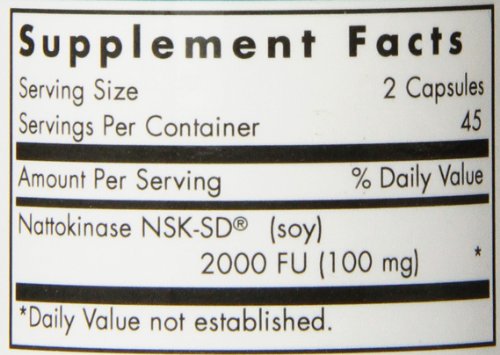 Supplement Facts
Serving Size 2 Capsules
Servings Per Container 45
Amount Per Serving % Daily Value
Nattokinase NSK-SD® (soy)
2000 FU (100 mg) *
*Daily Value not established.